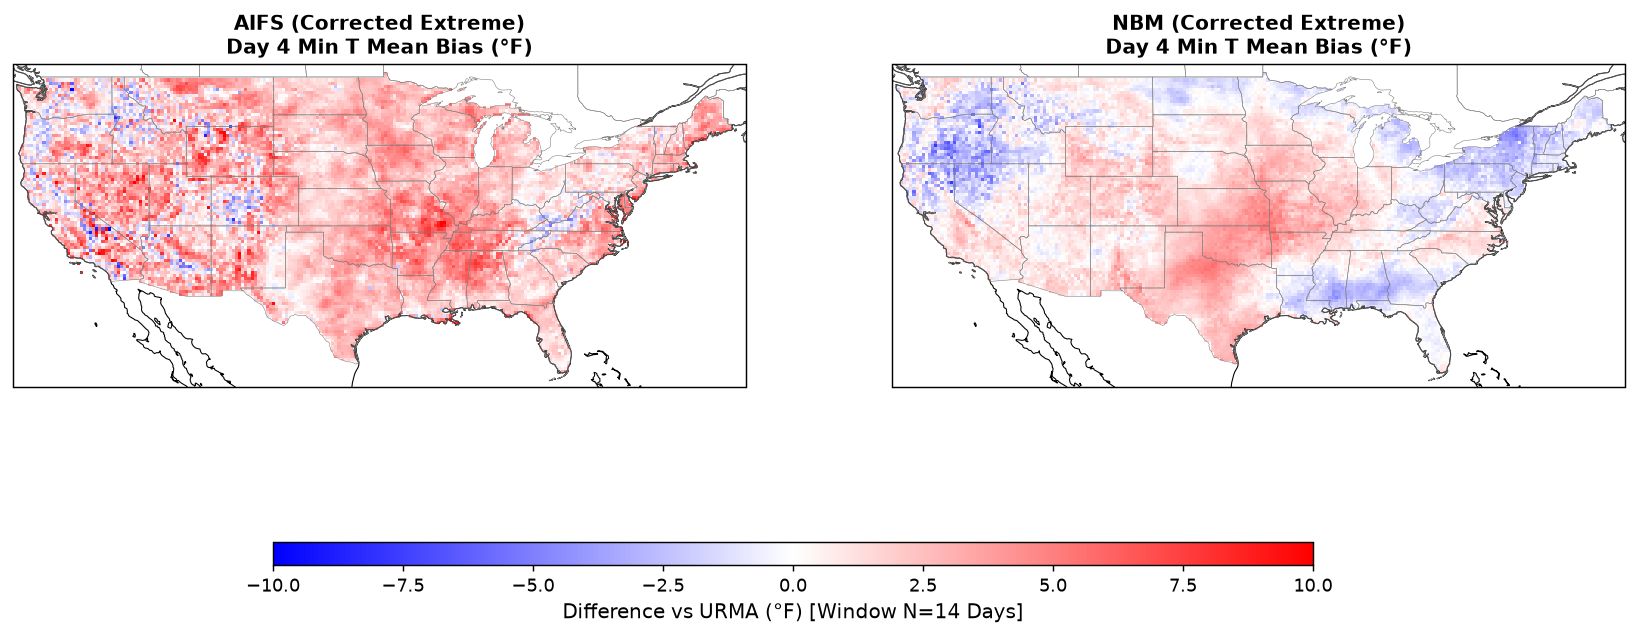 AIFS (Corrected Extreme)
Day 4 Min T Mean Bias (°F)
NBM (Corrected Extreme)
Day 4 Min T Mean Bias (°F)
−10.0 −7.5 −5.0 −2.5 0.0 2.5 5.0 7.5 10.0
Difference vs URMA (°F) [Window N=14 Days]